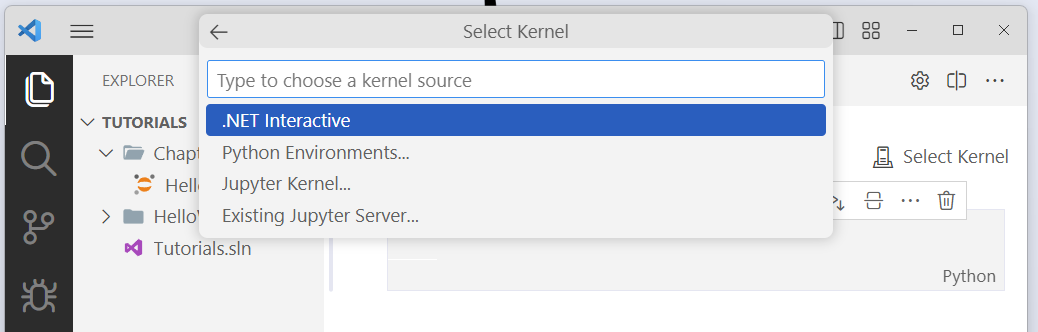 Select Kernel
Type to choose a kernel source
.NET Interactive
Python Environments...
Jupyter Kernel...
Existing Jupyter Server...
EXPLORER
TUTORIALS
Chapt
Hello
Tutorials.sln
Select Kernel
Python